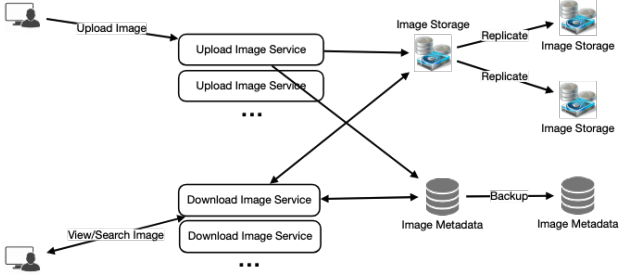 Upload Image
Upload Image Service
Upload Image Service
...
Image Storage
Replicate
Replicate
Image Storage
Image Storage
Download Image Service
Download Image Service
...
View/Search Image
Image Metadata
Backup
Image Metadata